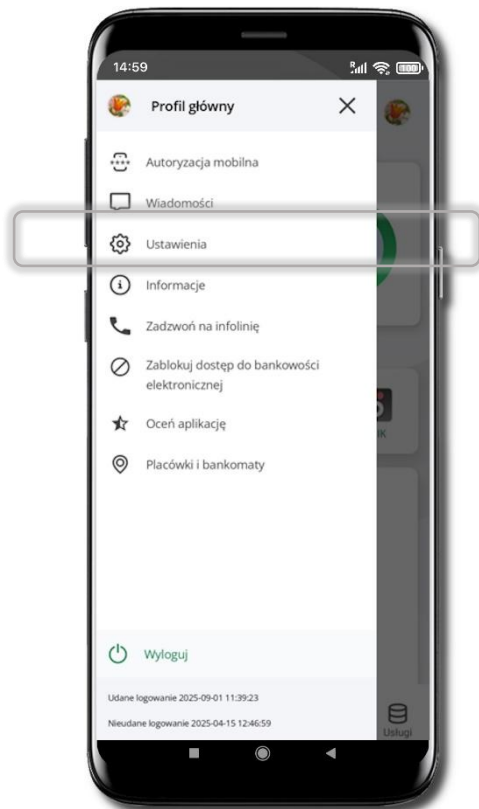 14:59
R
100
Profil główny
Autoryzacja mobilna
Wiadomości
Ustawienia
Informacje
Zadzwoń na infolinię
Zablokuj dostęp do bankowości
elektronicznej
IK
Oceń aplikację
Placówki i bankomaty
Wyloguj
Udane logowanie 2025-09-01 11:39:23
Nieudane logowanie 2025-04-15 12:46:59
Usługi